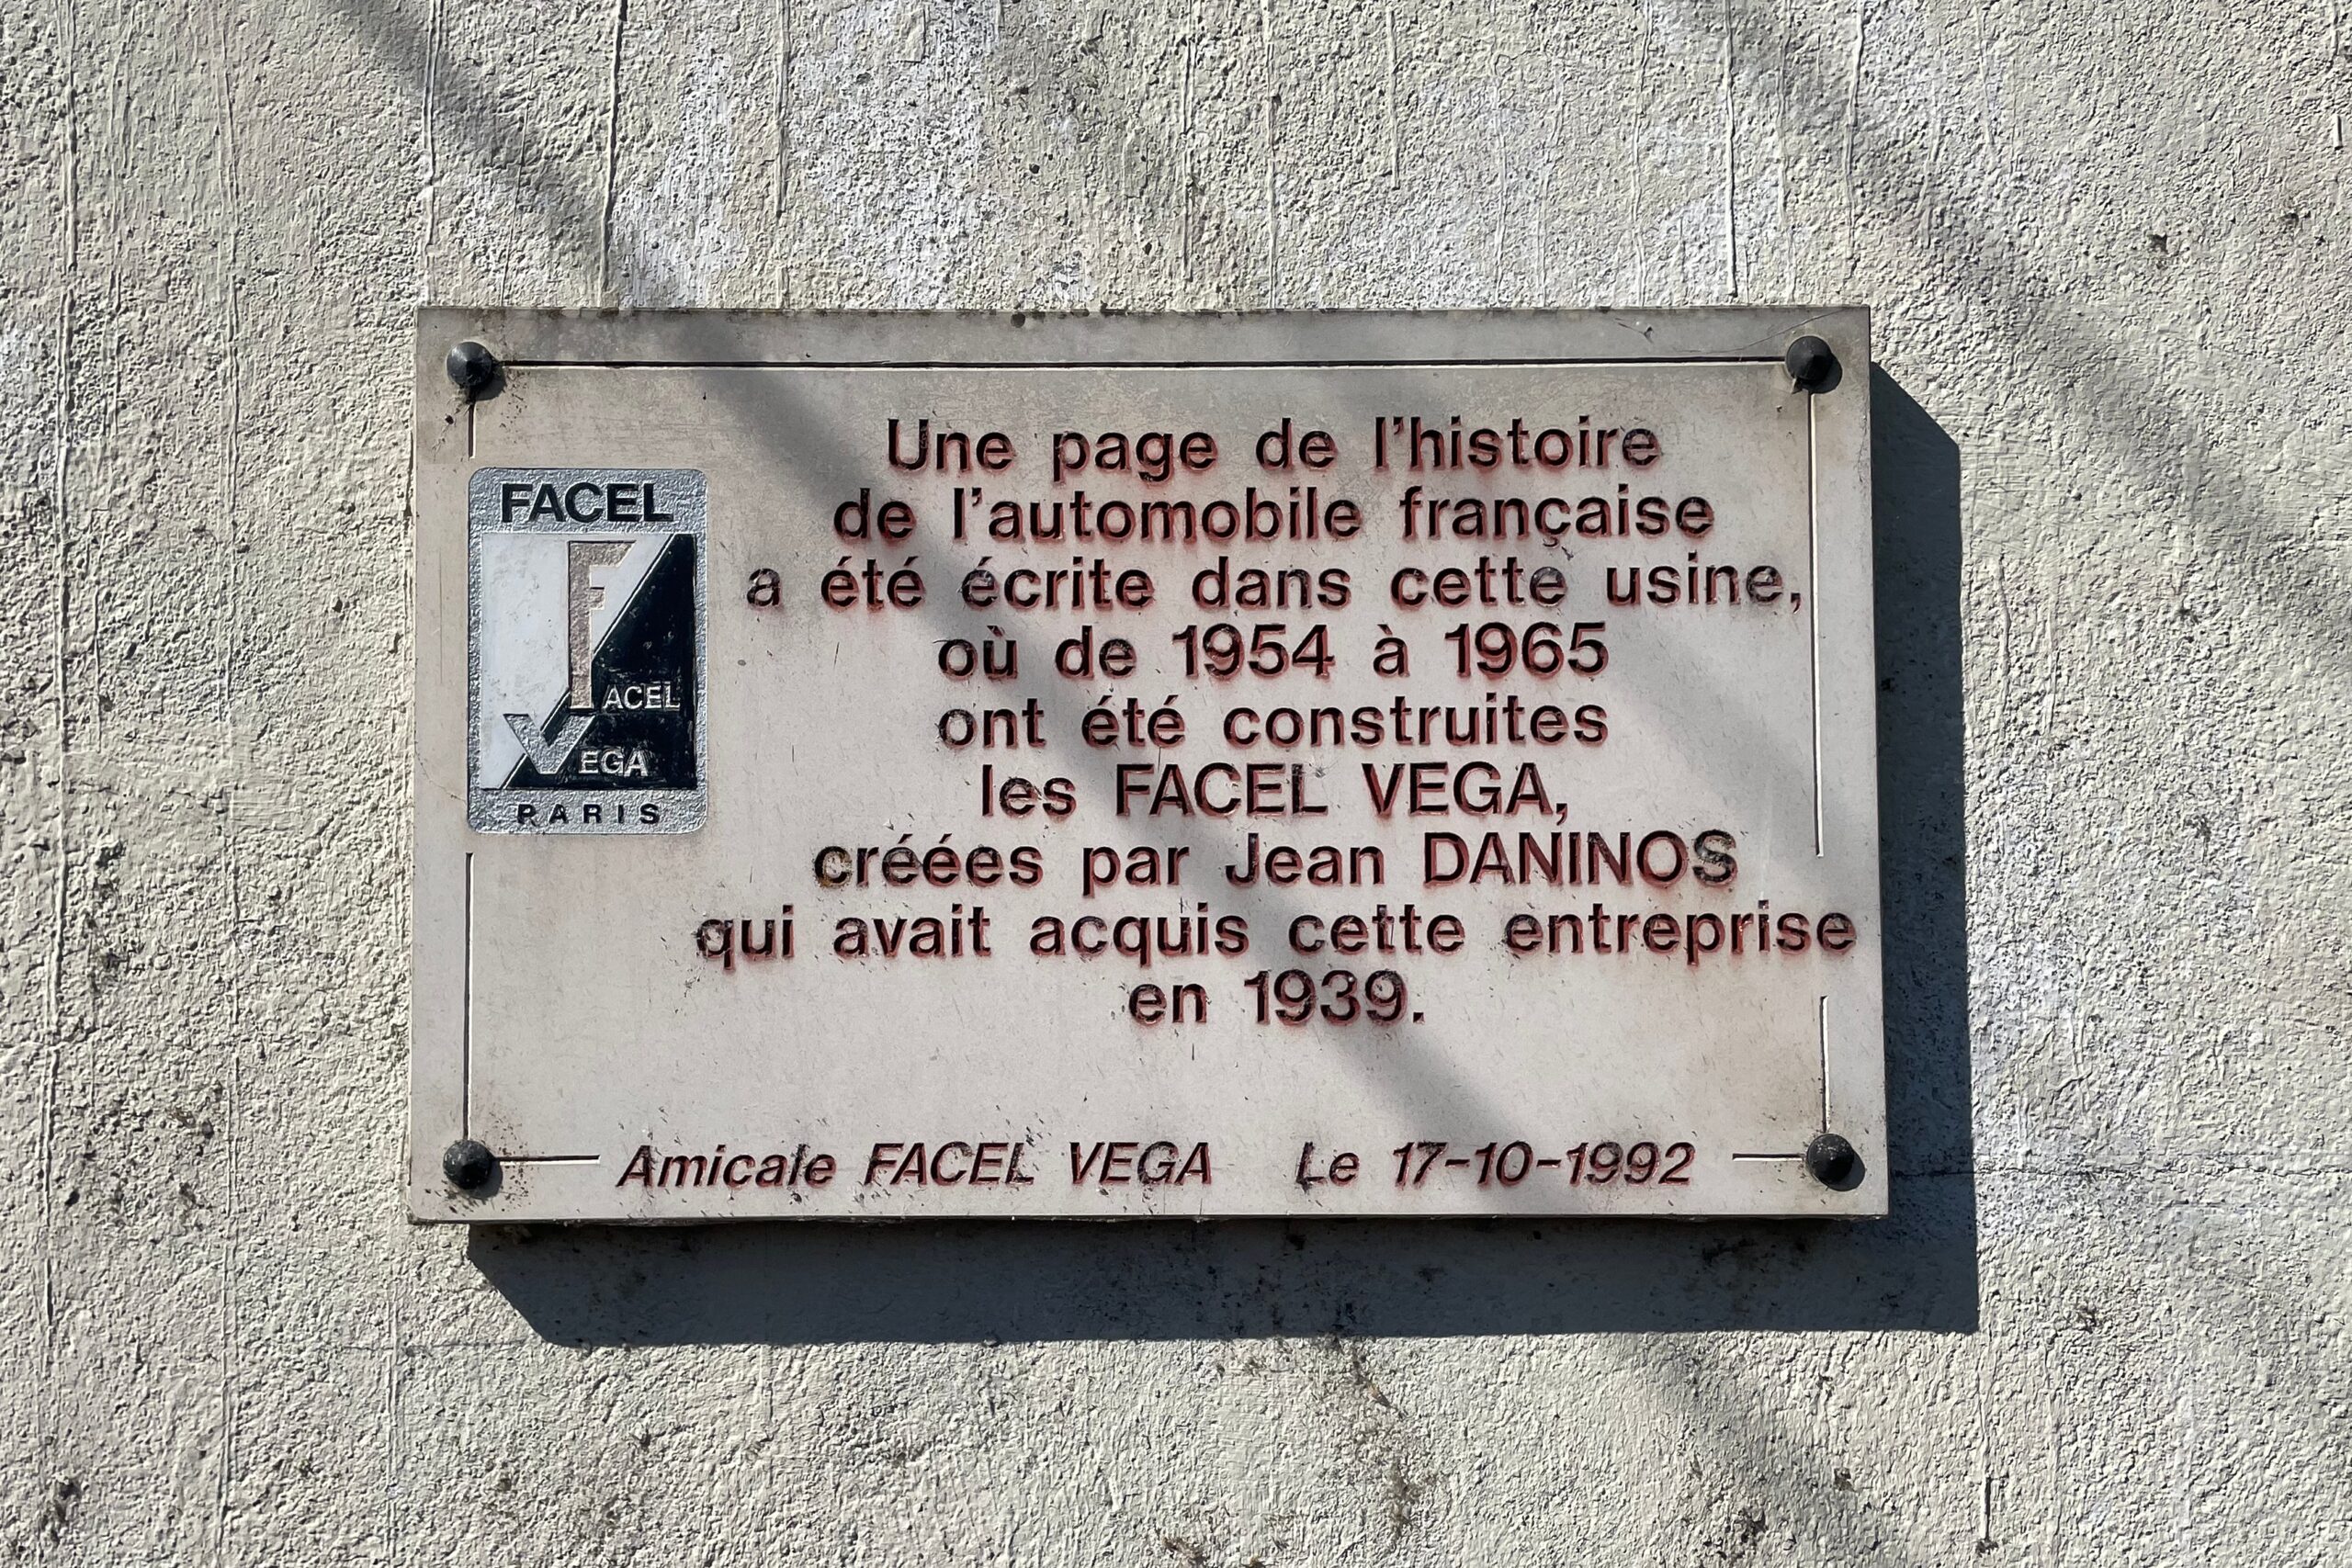 FACEL
FACEL
VEGA
PARIS
Une page de l'histoire
de l'automobile française
a été écrite dans cette usine,
où de 1954 à 1965
ont été construites
les FACEL VEGA,
créées par Jean DANINOS
qui avait acquis cette entreprise
en 1939.
Amicale FACEL VEGA Le 17-10-1992